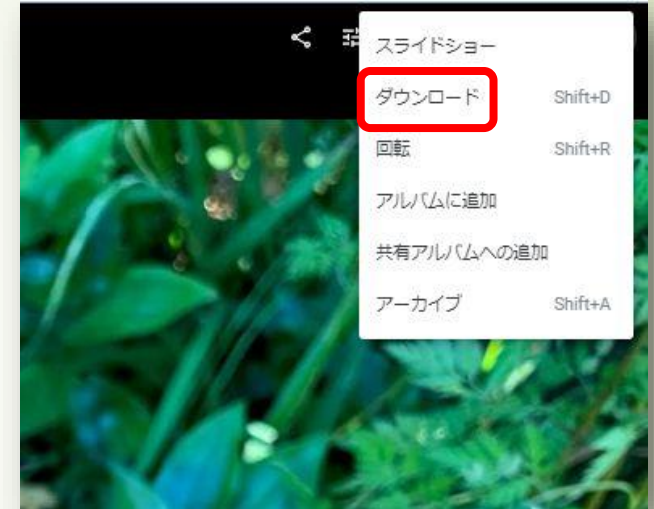 スライドショー
ダウンロード Shift+D
回転 Shift+R
アルバムに追加
共有アルバムへの追加
アーカイブ Shift+A